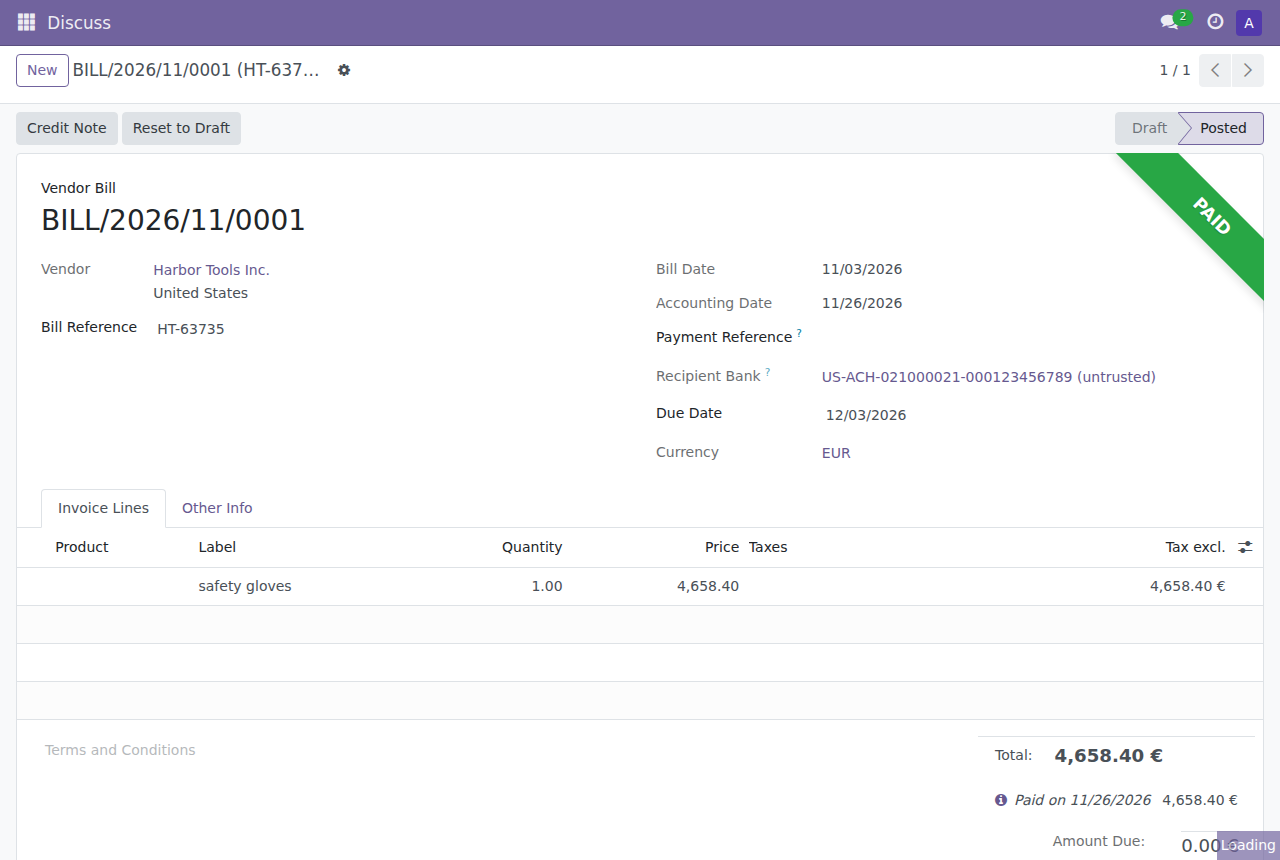 Discuss
2
A
New
BILL/2026/11/0001 (HT-637...
1 / 1
Credit Note
Reset to Draft
Draft
Posted
PAID
Vendor Bill
BILL/2026/11/0001
Vendor
Harbor Tools Inc.
United States
Bill Reference
HT-63735
Bill Date
11/03/2026
Accounting Date
11/26/2026
Payment Reference ?
Recipient Bank ?
US-ACH-021000021-000123456789 (untrusted)
Due Date
12/03/2026
Currency
EUR
Invoice Lines
Other Info
Product Label Quantity Price Taxes Tax excl.
safety gloves 1.00 4,658.40 4,658.40 €
Terms and Conditions
Total: 4,658.40 €
Paid on 11/26/2026 4,658.40 €
Amount Due: 0.00 €
Loading